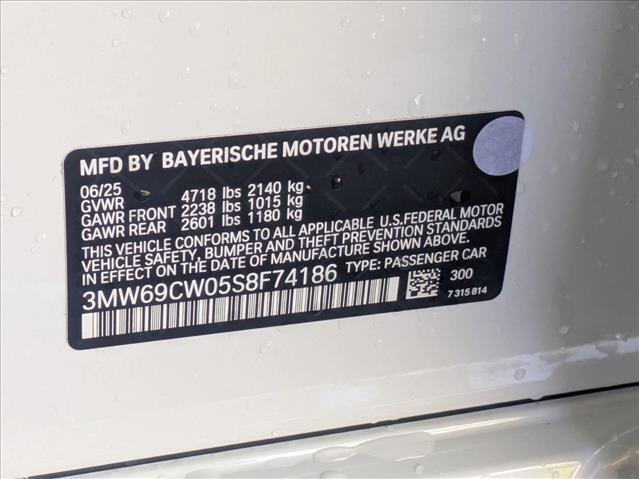 MFD BY BAYERISCHE MOTOREN WERKE AG
06/25
GVWR 4718 lbs 2140 kg
GAWR FRONT 2238 lbs 1015 kg
GAWR REAR 2601 lbs 1180 kg
THIS VEHICLE CONFORMS TO ALL APPLICABLE U.S.FEDERAL MOTOR
VEHICLE SAFETY, BUMPER AND THEFT PREVENTION STANDARDS
IN EFFECT ON THE DATE OF MANUFACTURE SHOWN ABOVE.
3MW69CW05S8F74186 TYPE: PASSENGER CAR
300
7 315 814